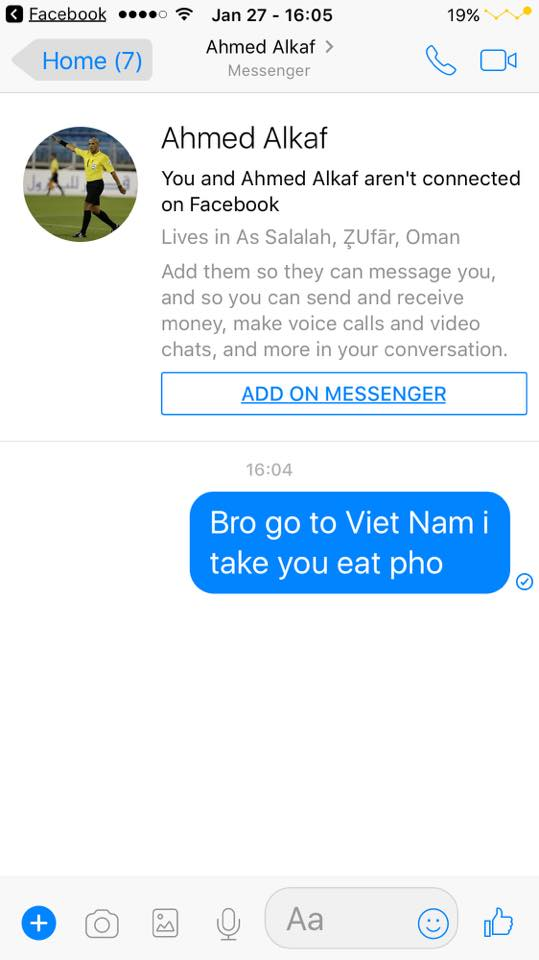 Facebook
Jan 27 - 16:05
19%
Home (7)
Ahmed Alkaf
Messenger
Ahmed Alkaf
You and Ahmed Alkaf aren't connected
on Facebook
Lives in As Salalah, Z̧Ufār, Oman
Add them so they can message you,
and so you can send and receive
money, make voice calls and video
chats, and more in your conversation.
ADD ON MESSENGER
16:04
Bro go to Viet Nam i
take you eat pho
Aa